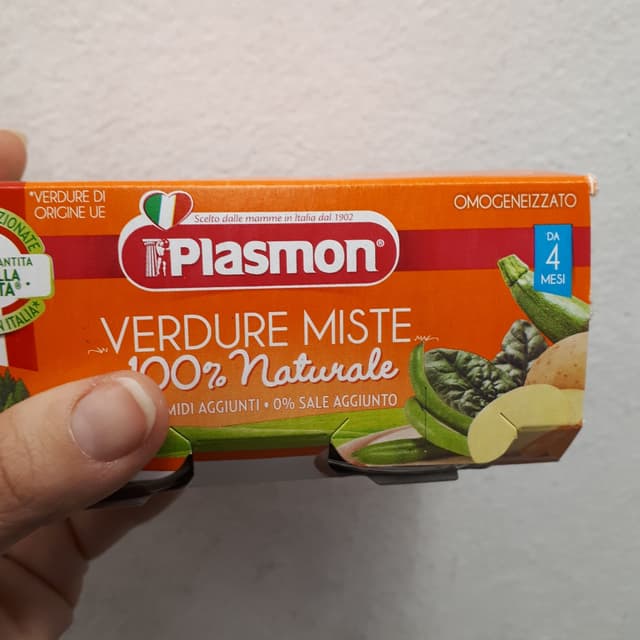 *VERDURE DI
ORIGINE UE
OMOGENEIZZATO
Scelto dalle mamme in Italia dal 1902
Plasmon®
DA
4
MESI
VERDURE MISTE
100% Naturale
AGGIUNTI • 0% SALE AGGIUNTO